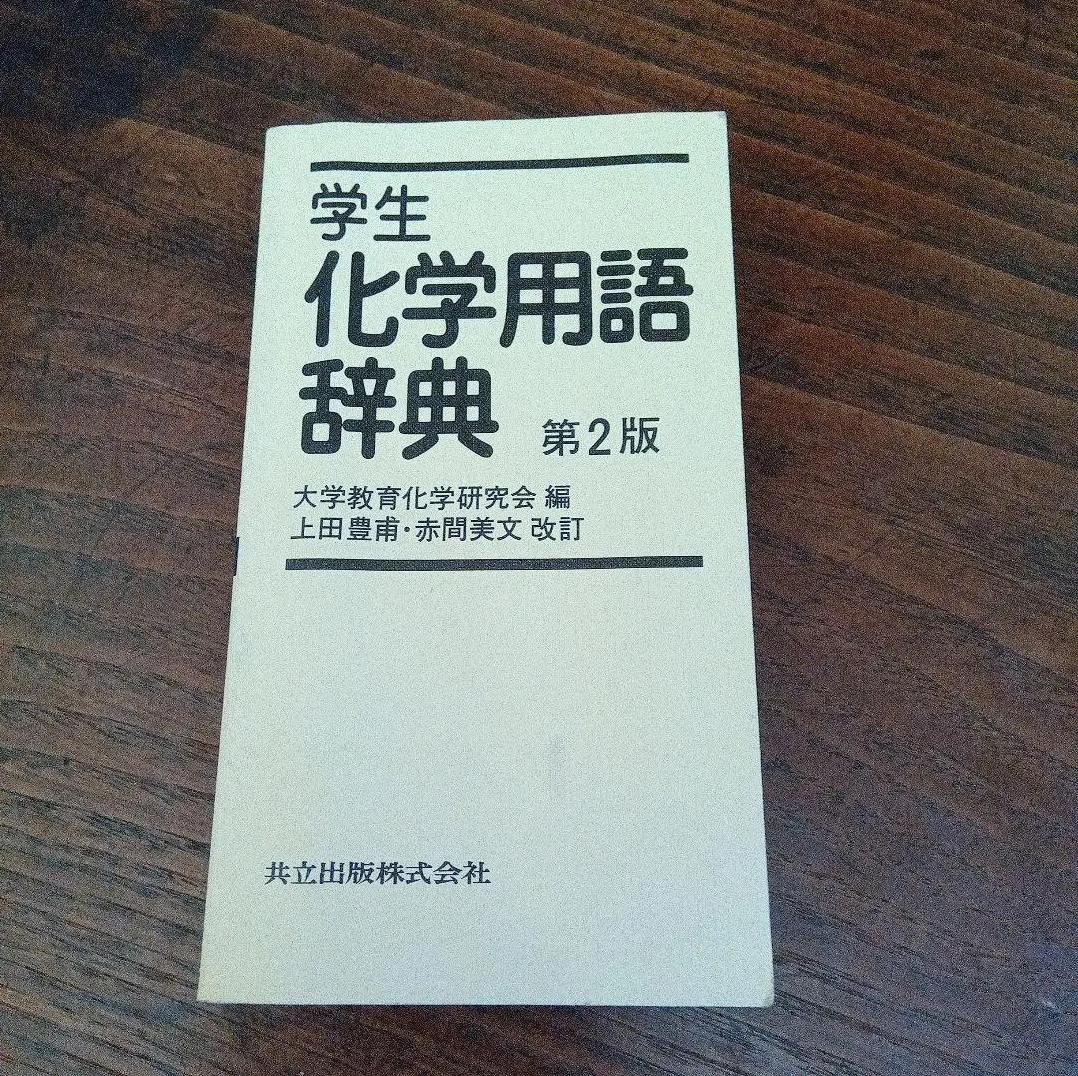 学生
化学用語
辞典 第2版
大学教育化学研究会 編
上田豊甫・赤間美文 改訂
共立出版株式会社